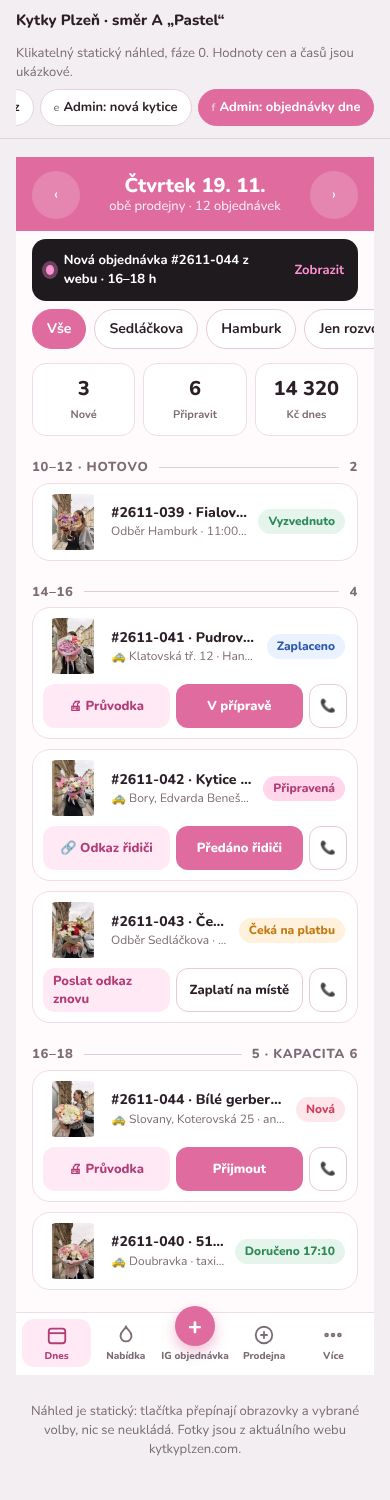 Kytky Plzeň · směr A „Pastel“
Klikatelný statický náhled, fáze 0. Hodnoty cen a časů jsou
ukázkové.
z
e Admin: nová kytice
f Admin: objednávky dne
‹
Čtvrtek 19. 11.
obě prodejny · 12 objednávek
›
Nová objednávka #2611-044 z
webu · 16–18 h
Zobrazit
Vše
Sedláčkova
Hamburk
Jen rozvo
3
Nové
6
Připravit
14 320
Kč dnes
10–12 · HOTOVO
2
#2611-039 · Fialov…
Odběr Hamburk · 11:00…
Vyzvednuto
14–16
4
#2611-041 · Pudrov…
🚕 Klatovská tř. 12 · Han…
Zaplaceno
🖨 Průvodka
V přípravě
📞
#2611-042 · Kytice …
🚕 Bory, Edvarda Beneš…
Připravená
🔗 Odkaz řidiči
Předáno řidiči
📞
#2611-043 · Če…
Odběr Sedláčkova · …
Čeká na platbu
Poslat odkaz
znovu
Zaplatí na místě
📞
16–18
5 · KAPACITA 6
#2611-044 · Bílé gerber…
🚕 Slovany, Koterovská 25 · an…
Nová
🖨 Průvodka
Přijmout
📞
#2611-040 · 51…
🚕 Doubravka · taxi…
Doručeno 17:10
Dnes
Nabídka
+
IG objednávka
Prodejna
Více
Náhled je statický: tlačítka přepínají obrazovky a vybrané
volby, nic se neukládá. Fotky jsou z aktuálního webu
kytkyplzen.com.